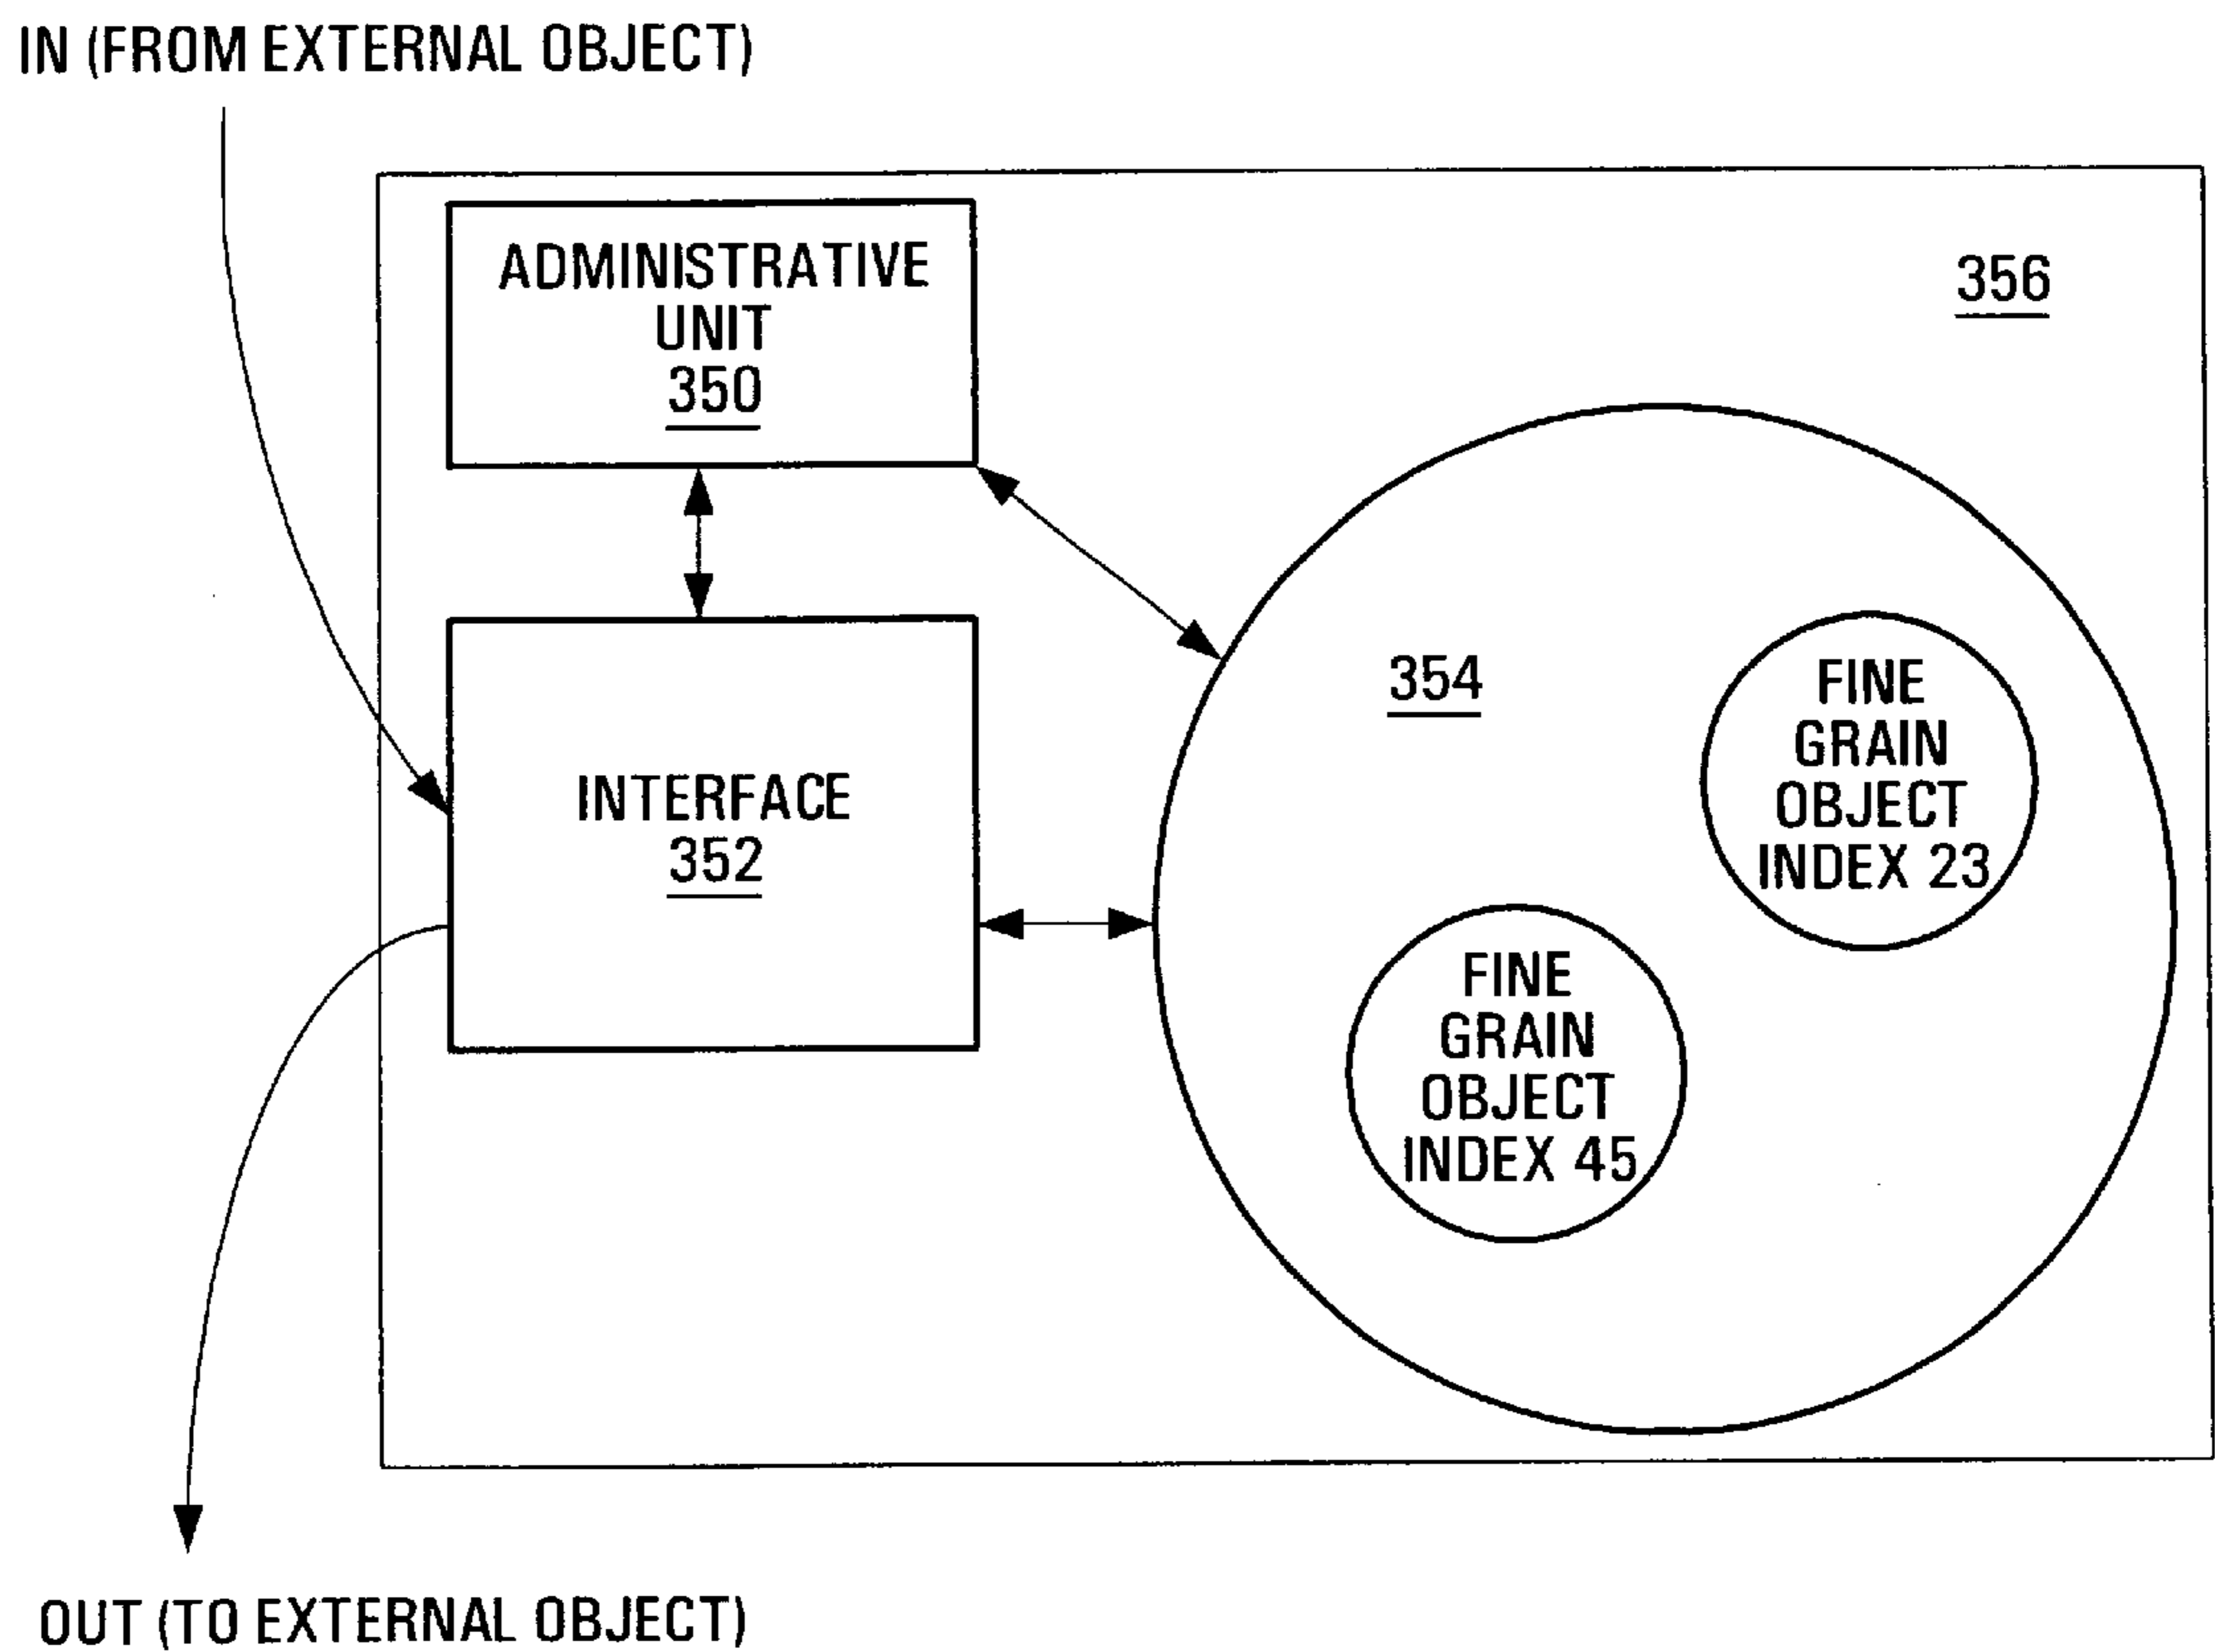 IN (FROM EXTERNAL OBJECT)
ADMINISTRATIVE
UNIT
350
356
354
FINE
GRAIN
OBJECT
INDEX 23
INTERFACE
352
FINE
GRAIN
OBJECT
INDEX 45
OUT (TO EXTERNAL OBJECT)